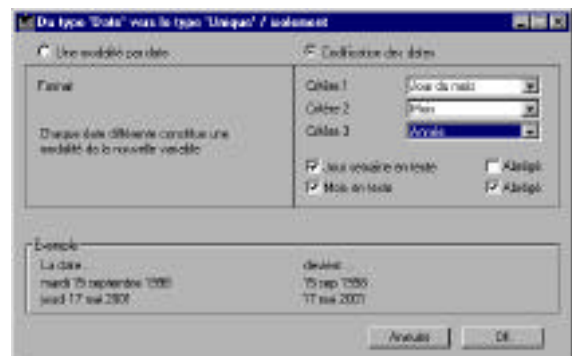 Du type 'Date' vers le type 'Unique' / isolement
Une modalité par date
Codification des dates
Format
Chaque date différente constitue une
modalité de la nouvelle variable
Critère 1 Jour du mois
Critère 2 Mois
Critère 3 Année
Jour semaine en texte Abrégé
Mois en texte Abrégé
Exemple
La date... devient...
mardi 15 septembre 1998 15 sep 1998
jeudi 17 mai 2001 17 mai 2001
Annuler OK